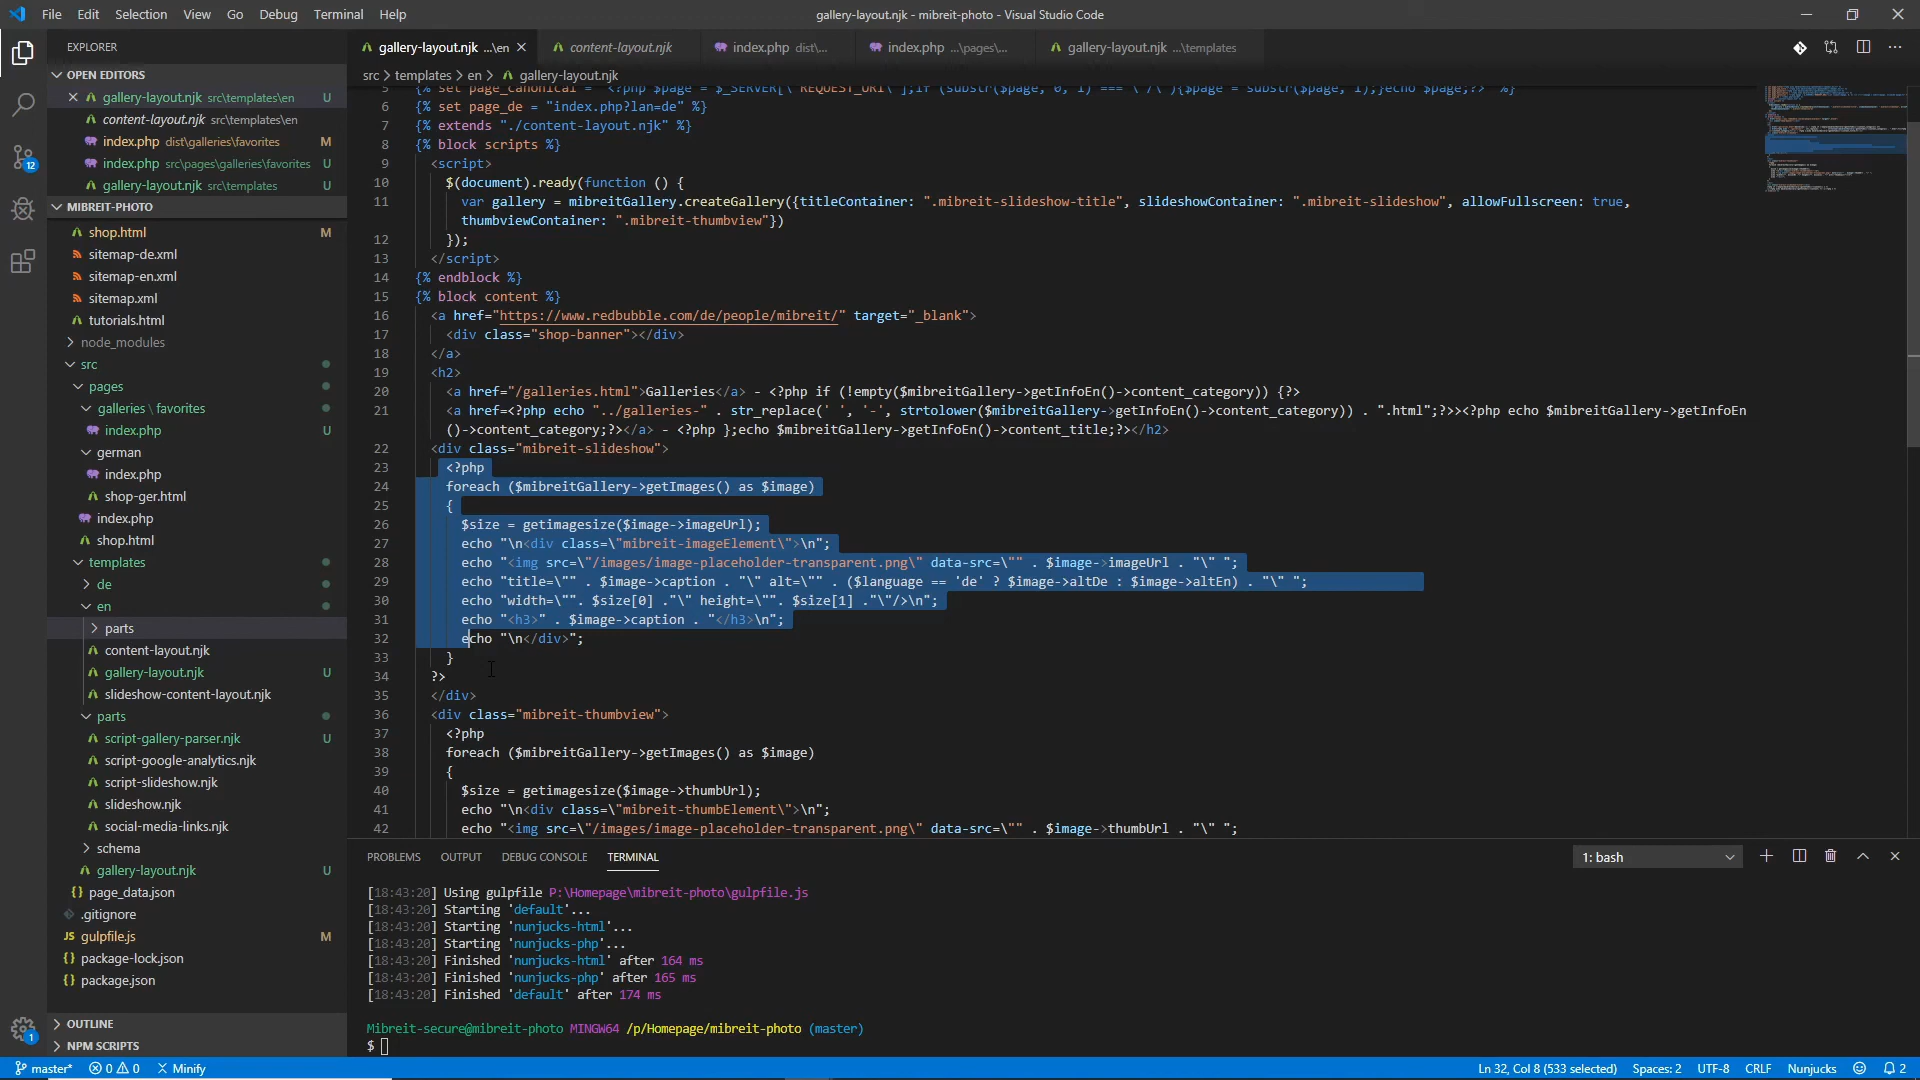 File Edit Selection View Go Debug Terminal Help
gallery-layout.njk - mibreit-photo - Visual Studio Code
EXPLORER
OPEN EDITORS
gallery-layout.njk src\templates\en U
content-layout.njk src\templates\en
index.php dist\galleries\favorites M
index.php src\pages\galleries\favorites U
gallery-layout.njk src\templates U
MIBREIT-PHOTO
shop.html M
sitemap-de.xml
sitemap-en.xml
sitemap.xml
tutorials.html
node_modules
src
pages
galleries \ favorites
index.php U
german
index.php
shop-ger.html
index.php
shop.html
templates
de
en
parts
content-layout.njk
gallery-layout.njk U
slideshow-content-layout.njk
parts
script-gallery-parser.njk U
script-google-analytics.njk
script-slideshow.njk
slideshow.njk
social-media-links.njk
schema
gallery-layout.njk U
page_data.json
.gitignore
JS gulpfile.js M
{} package-lock.json
{} package.json
OUTLINE
NPM SCRIPTS
12
1
gallery-layout.njk ...\en
content-layout.njk
index.php dist\...
index.php ...\pages\...
gallery-layout.njk ...\templates
src > templates > en > gallery-layout.njk
5 {% set page_canonical = "<?php $page = $_SERVER[\'REQUEST_URI\'];if (substr($page, 0, 1) === \'/\'){$page = substr($page, 1);}echo $page;?>" %}
6 {% set page_de = "index.php?lan=de" %}
7 {% extends "./content-layout.njk" %}
8 {% block scripts %}
9 <script>
10 $(document).ready(function () {
11 var gallery = mibreitGallery.createGallery({titleContainer: ".mibreit-slideshow-title", slideshowContainer: ".mibreit-slideshow", allowFullscreen: true,
thumbviewContainer: ".mibreit-thumbview"})
12 });
13 </script>
14 {% endblock %}
15 {% block content %}
16 <a href="https://www.redbubble.com/de/people/mibreit/" target="_blank">
17 <div class="shop-banner"></div>
18 </a>
19 <h2>
20 <a href="/galleries.html">Galleries</a> - <?php if (!empty($mibreitGallery->getInfoEn()->content_category)) {?>
21 <a href=<?php echo "../galleries-" . str_replace(' ', '-', strtolower($mibreitGallery->getInfoEn()->content_category)) . ".html";?>><?php echo $mibreitGallery->getInfoEn
()->content_category;?></a> - <?php };echo $mibreitGallery->getInfoEn()->content_title;?></h2>
22 <div class="mibreit-slideshow">
23 <?php
24 foreach ($mibreitGallery->getImages() as $image)
25 {
26 $size = getimagesize($image->imageUrl);
27 echo "\n<div class=\"mibreit-imageElement\">\n";
28 echo "<img src=\"/images/image-placeholder-transparent.png\" data-src=\"" . $image->imageUrl . "\" ";
29 echo "title=\"" . $image->caption . "\" alt=\"" . ($language == 'de' ? $image->altDe : $image->altEn) . "\" ";
30 echo "width=\"". $size[0] ."\" height=\"". $size[1] ."\"/>\n";
31 echo "<h3>" . $image->caption . "</h3>\n";
32 echo "\n</div>";
33 }
34 ?>
35 </div>
36 <div class="mibreit-thumbview">
37 <?php
38 foreach ($mibreitGallery->getImages() as $image)
39 {
40 $size = getimagesize($image->thumbUrl);
41 echo "\n<div class=\"mibreit-thumbElement\">\n";
42 echo "<img src=\"/images/image-placeholder-transparent.png\" data-src=\"" . $image->thumbUrl . "\" ";
PROBLEMS OUTPUT DEBUG CONSOLE TERMINAL
1: bash
[18:43:20] Using gulpfile P:\Homepage\mibreit-photo\gulpfile.js
[18:43:20] Starting 'default'...
[18:43:20] Starting 'nunjucks-html'...
[18:43:20] Starting 'nunjucks-php'...
[18:43:20] Finished 'nunjucks-html' after 164 ms
[18:43:20] Finished 'nunjucks-php' after 165 ms
[18:43:20] Finished 'default' after 174 ms
Mibreit-secure@mibreit-photo MINGW64 /p/Homepage/mibreit-photo (master)
$
master* 0 0 Minify
Ln 32, Col 8 (533 selected) Spaces: 2 UTF-8 CRLF Nunjucks 2